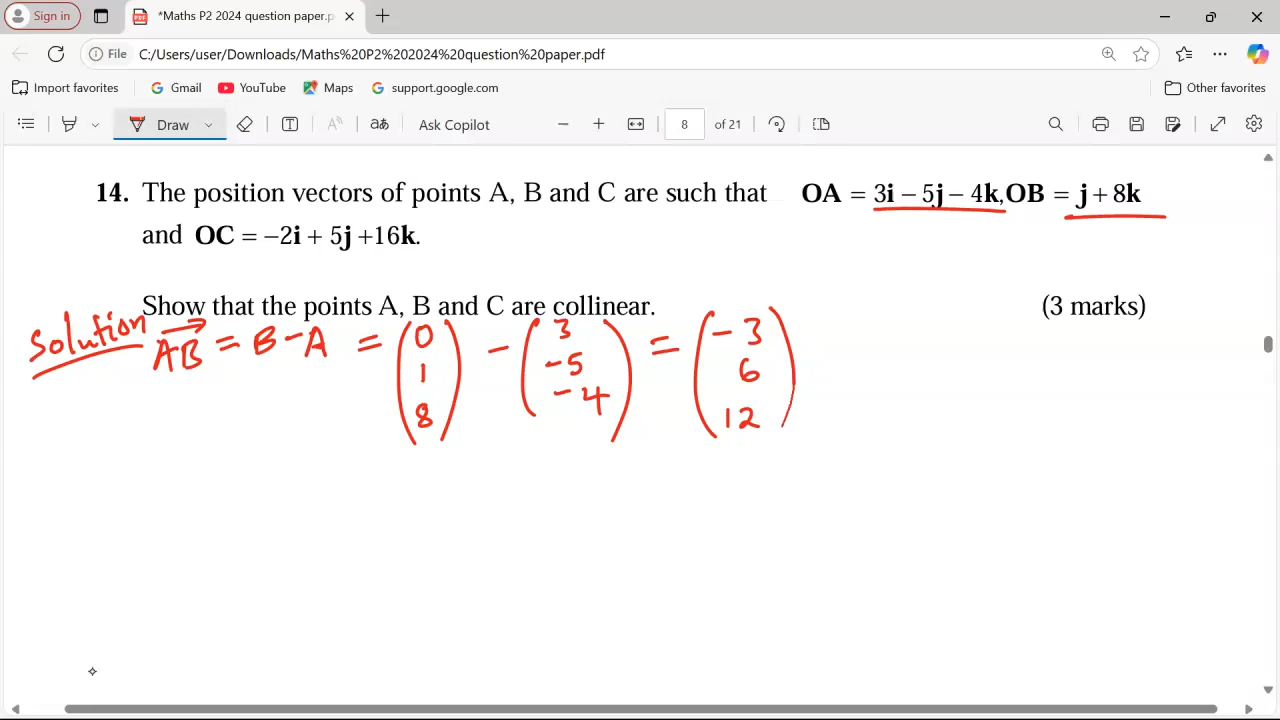 Sign in
*Maths P2 2024 question paper.p
File C:/Users/user/Downloads/Maths%20P2%202024%20question%20paper.pdf
Import favorites Gmail YouTube Maps support.google.com Other favorites
Draw aあ Ask Copilot 8 of 21
14. The position vectors of points A, B and C are such that OA = 3i − 5j − 4k, OB = j + 8k
and OC = −2i + 5j +16k.
Show that the points A, B and C are collinear. (3 marks)
Solution AB = B − A = (0 1 8) − (3 −5 −4) = (−3 6 12)